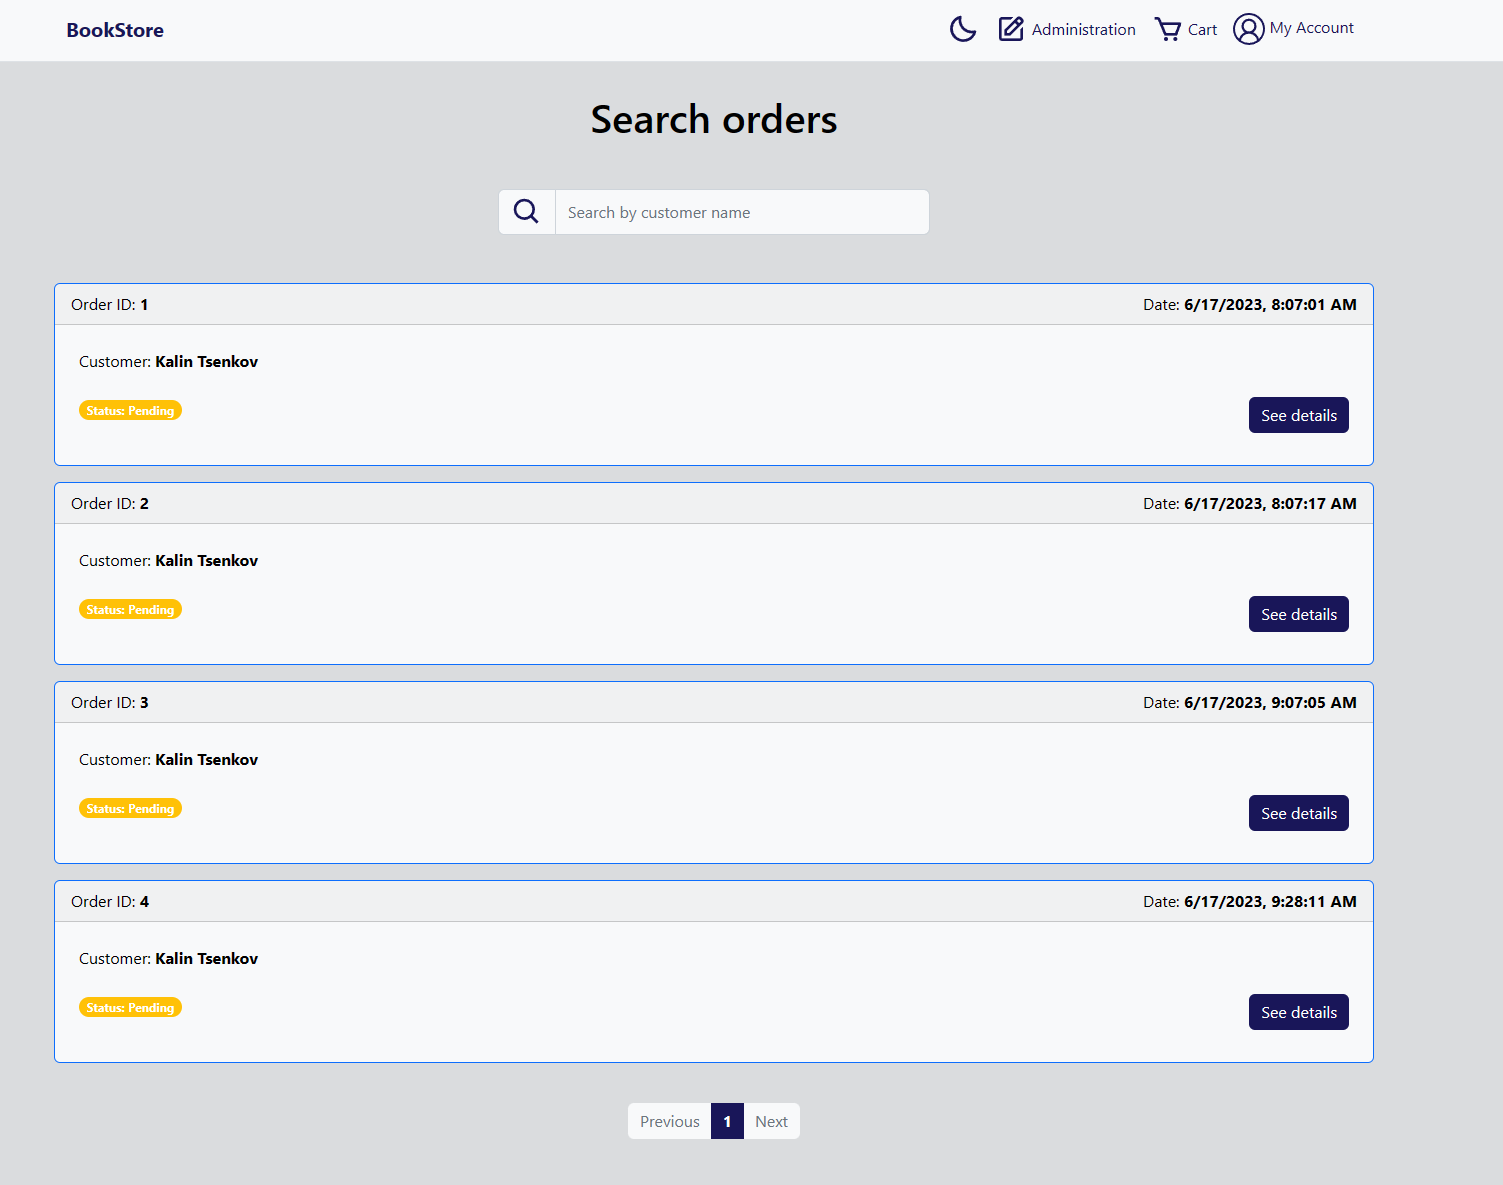 BookStore
Administration
Cart
My Account
Search orders
Search by customer name
Order ID: 1
Date: 6/17/2023, 8:07:01 AM
Customer: Kalin Tsenkov
Status: Pending
See details
Order ID: 2
Date: 6/17/2023, 8:07:17 AM
Customer: Kalin Tsenkov
Status: Pending
See details
Order ID: 3
Date: 6/17/2023, 9:07:05 AM
Customer: Kalin Tsenkov
Status: Pending
See details
Order ID: 4
Date: 6/17/2023, 9:28:11 AM
Customer: Kalin Tsenkov
Status: Pending
See details
Previous 1 Next